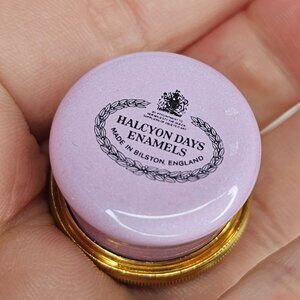 HALCYON DAYS
ENAMELS
MADE IN BILSTON, ENGLAND